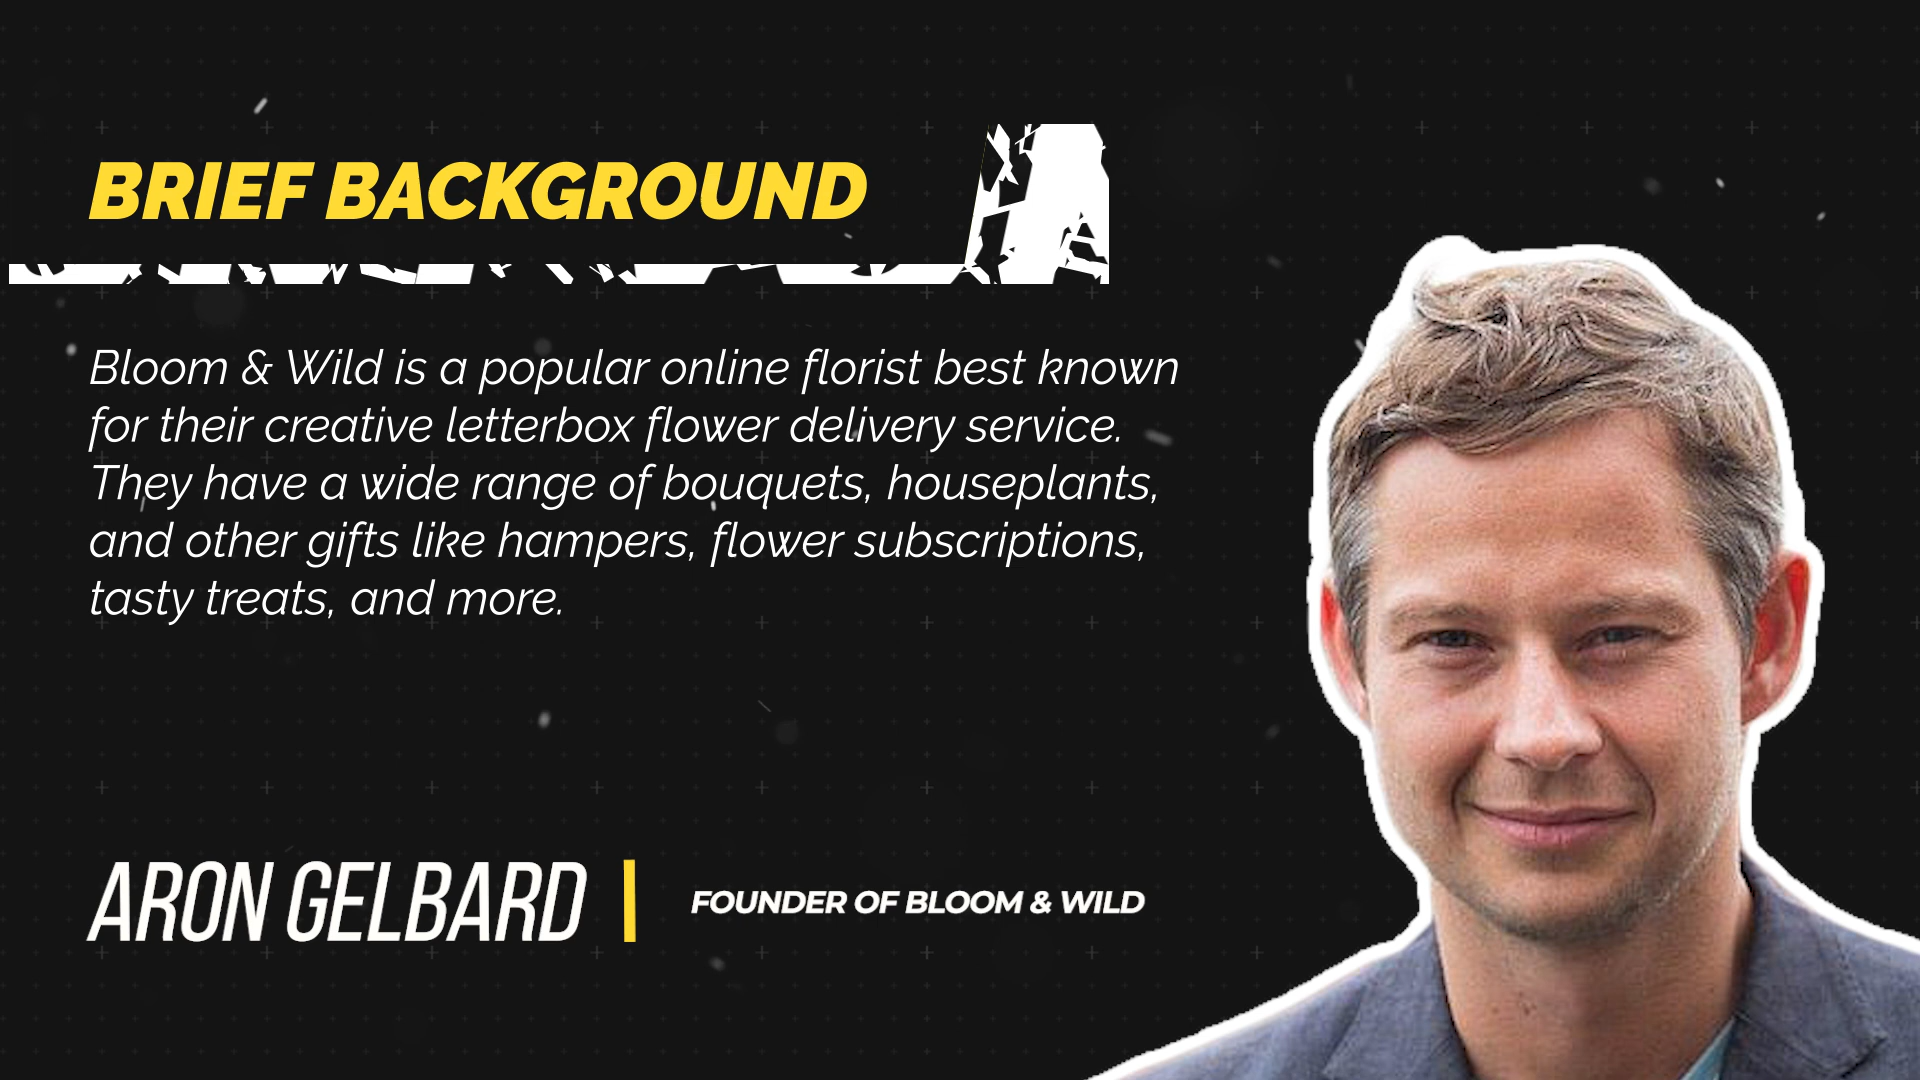 BRIEF BACKGROUND
Bloom & Wild is a popular online florist best known
for their creative letterbox flower delivery service.
They have a wide range of bouquets, houseplants,
and other gifts like hampers, flower subscriptions,
tasty treats, and more.
ARON GELBARD
FOUNDER OF BLOOM & WILD